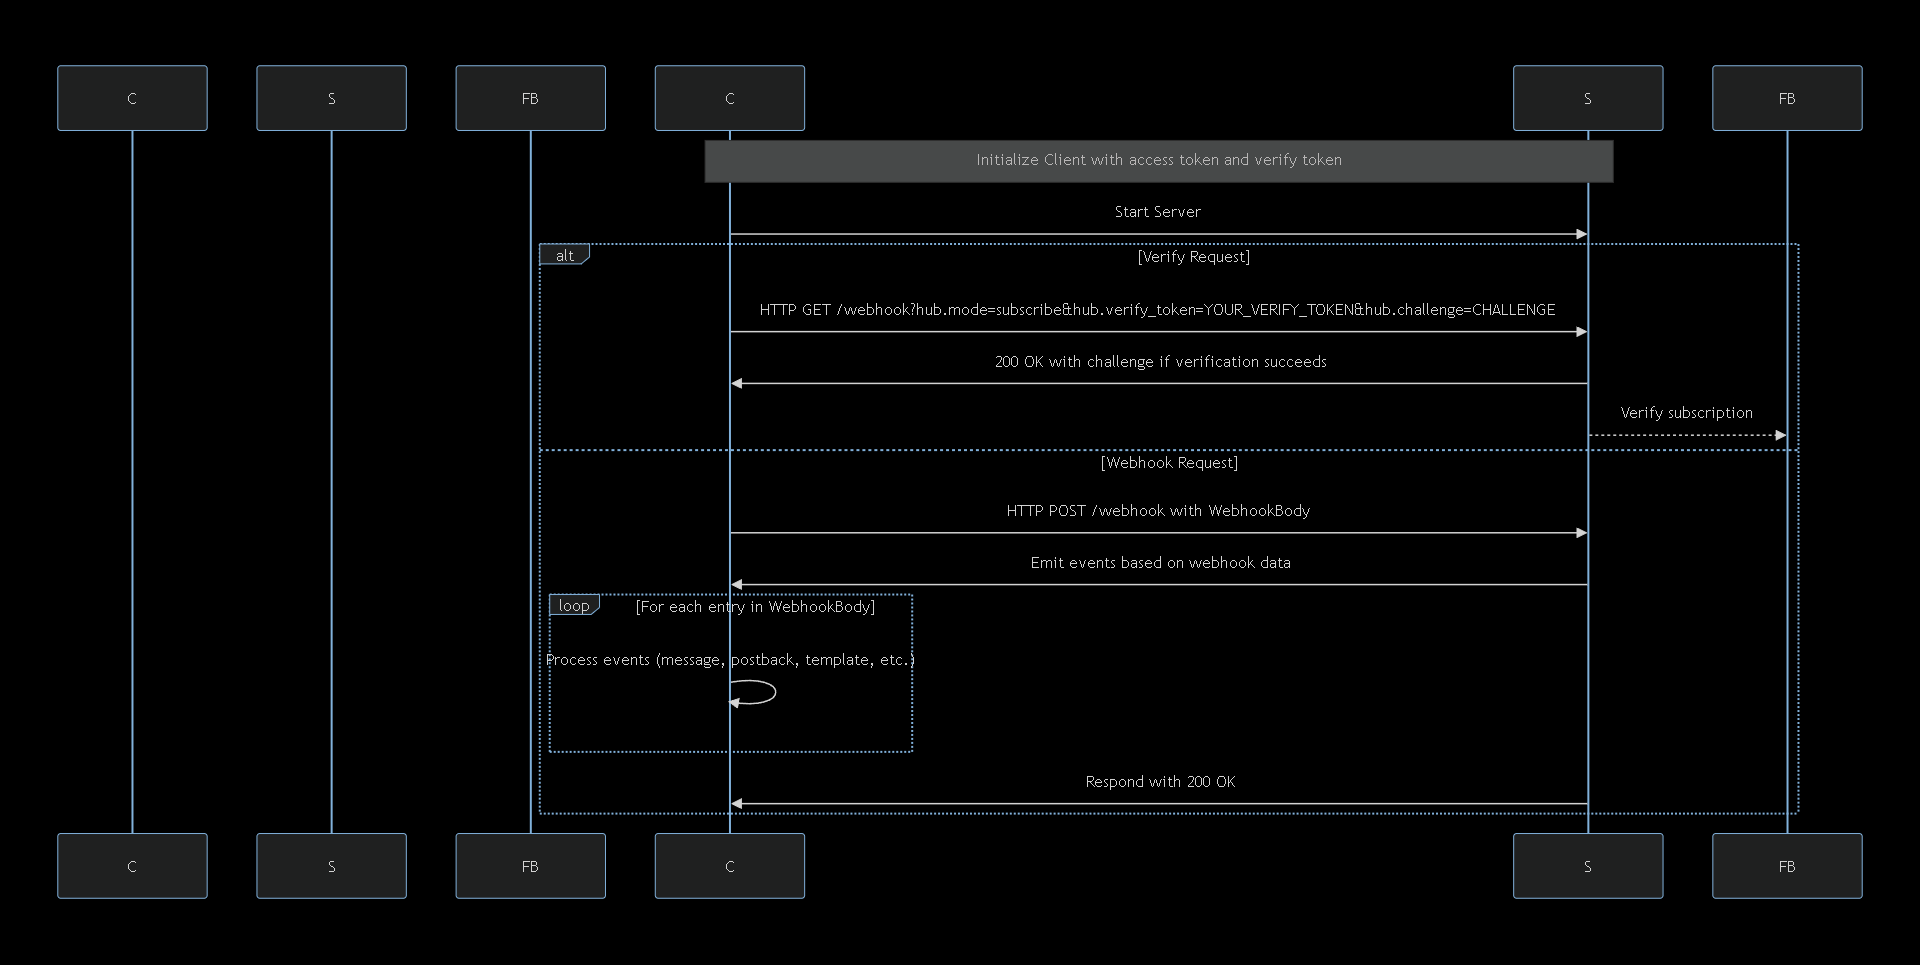 C
S
FB
C
S
FB
Initialize Client with access token and verify token
Start Server
alt
[Verify Request]
HTTP GET /webhook?hub.mode=subscribe&hub.verify_token=YOUR_VERIFY_TOKEN&hub.challenge=CHALLENGE
200 OK with challenge if verification succeeds
Verify subscription
[Webhook Request]
HTTP POST /webhook with WebhookBody
Emit events based on webhook data
loop
[For each entry in WebhookBody]
Process events (message, postback, template, etc.)
Respond with 200 OK
C
S
FB
C
S
FB